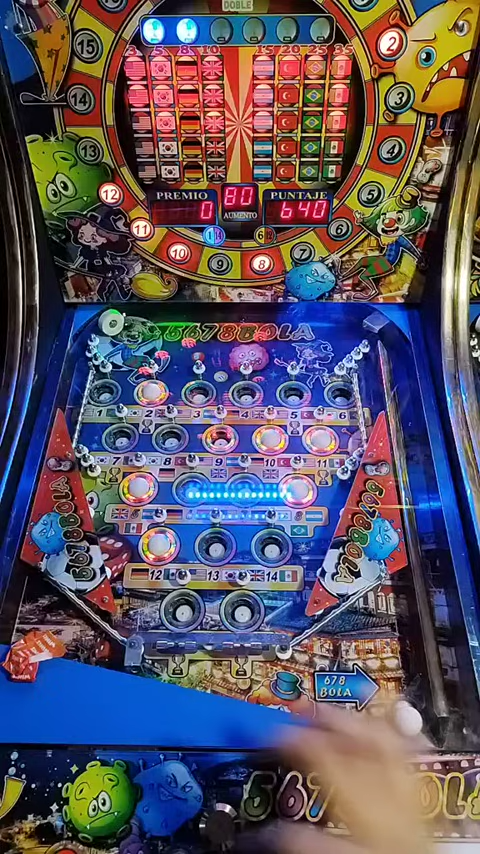 DOBLE
3 5 8 10 15 20 25 35
15
2
14
3
13
4
12
5
11
6
10
9
8
7
PREMIO
0
80
AUMENTO
PUNTAJE
640
5678BOLA
1 2 3 4 5 6
7 8 9 10 11
8 8
12 13 14
5678BOLA
5678BOLA
678
BOLA